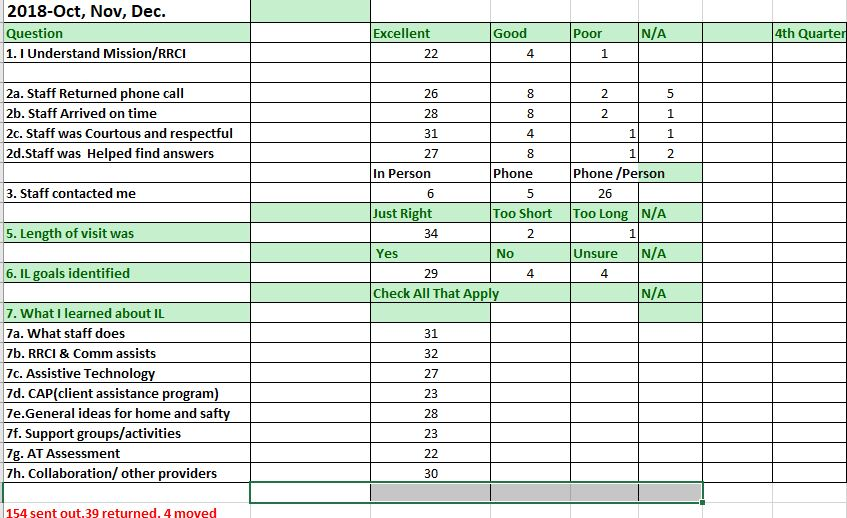 2018-Oct, Nov, Dec.
Question Excellent Good Poor N/A 4th Quarter
1. I Understand Mission/RRCI 22 4 1
2a. Staff Returned phone call 26 8 2 5
2b. Staff Arrived on time 28 8 2 1
2c. Staff was Courtous and respectful 31 4 1 1
2d.Staff was Helped find answers 27 8 1 2
In Person Phone Phone /Person
3. Staff contacted me 6 5 26
Just Right Too Short Too Long N/A
5. Length of visit was 34 2 1
Yes No Unsure N/A
6. IL goals identified 29 4 4
Check All That Apply N/A
7. What I learned about IL
7a. What staff does 31
7b. RRCI & Comm assists 32
7c. Assistive Technology 27
7d. CAP(client assistance program) 23
7e.General ideas for home and safty 28
7f. Support groups/activities 23
7g. AT Assessment 22
7h. Collaboration/ other providers 30
154 sent out.39 returned. 4 moved